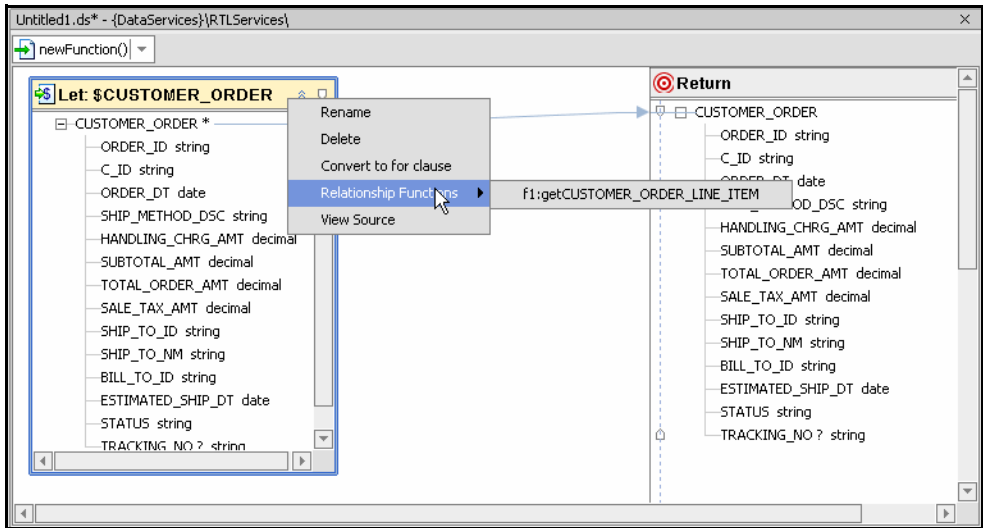 Untitled1.ds* - {DataServices}\RTLServices\
newFunction()
Let: $CUSTOMER_ORDER
CUSTOMER_ORDER *
ORDER_ID string
C_ID string
ORDER_DT date
SHIP_METHOD_DSC string
HANDLING_CHRG_AMT decimal
SUBTOTAL_AMT decimal
TOTAL_ORDER_AMT decimal
SALE_TAX_AMT decimal
SHIP_TO_ID string
SHIP_TO_NM string
BILL_TO_ID string
ESTIMATED_SHIP_DT date
STATUS string
TRACKING_NO ? string
Rename
Delete
Convert to for clause
Relationship Functions
View Source
f1:getCUSTOMER_ORDER_LINE_ITEM
Return
CUSTOMER_ORDER
ORDER_ID string
C_ID string
ORDER_DT date
OD_DSC string
HANDLING_CHRG_AMT decimal
SUBTOTAL_AMT decimal
TOTAL_ORDER_AMT decimal
SALE_TAX_AMT decimal
SHIP_TO_ID string
SHIP_TO_NM string
BILL_TO_ID string
ESTIMATED_SHIP_DT date
STATUS string
TRACKING_NO ? string